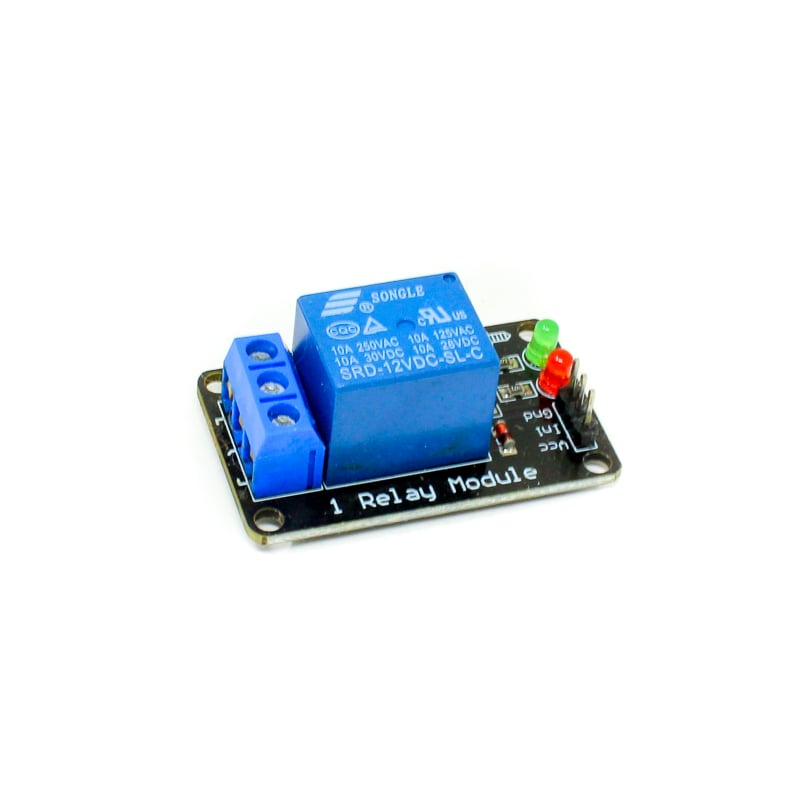 SONGLE
®
CQC
c RU US
10A 250VAC 10A 125VAC
10A 30VDC 10A 28VDC
SRD-12VDC-SL-C
Gnd
In1
Vcc
1 Relay Module